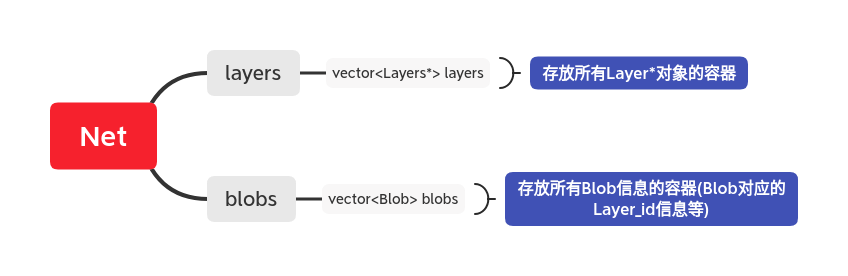 Net
layers
vector<Layers*> layers
存放所有Layer*对象的容器
blobs
vector<Blob> blobs
存放所有Blob信息的容器(Blob对应的
Layer_id信息等)